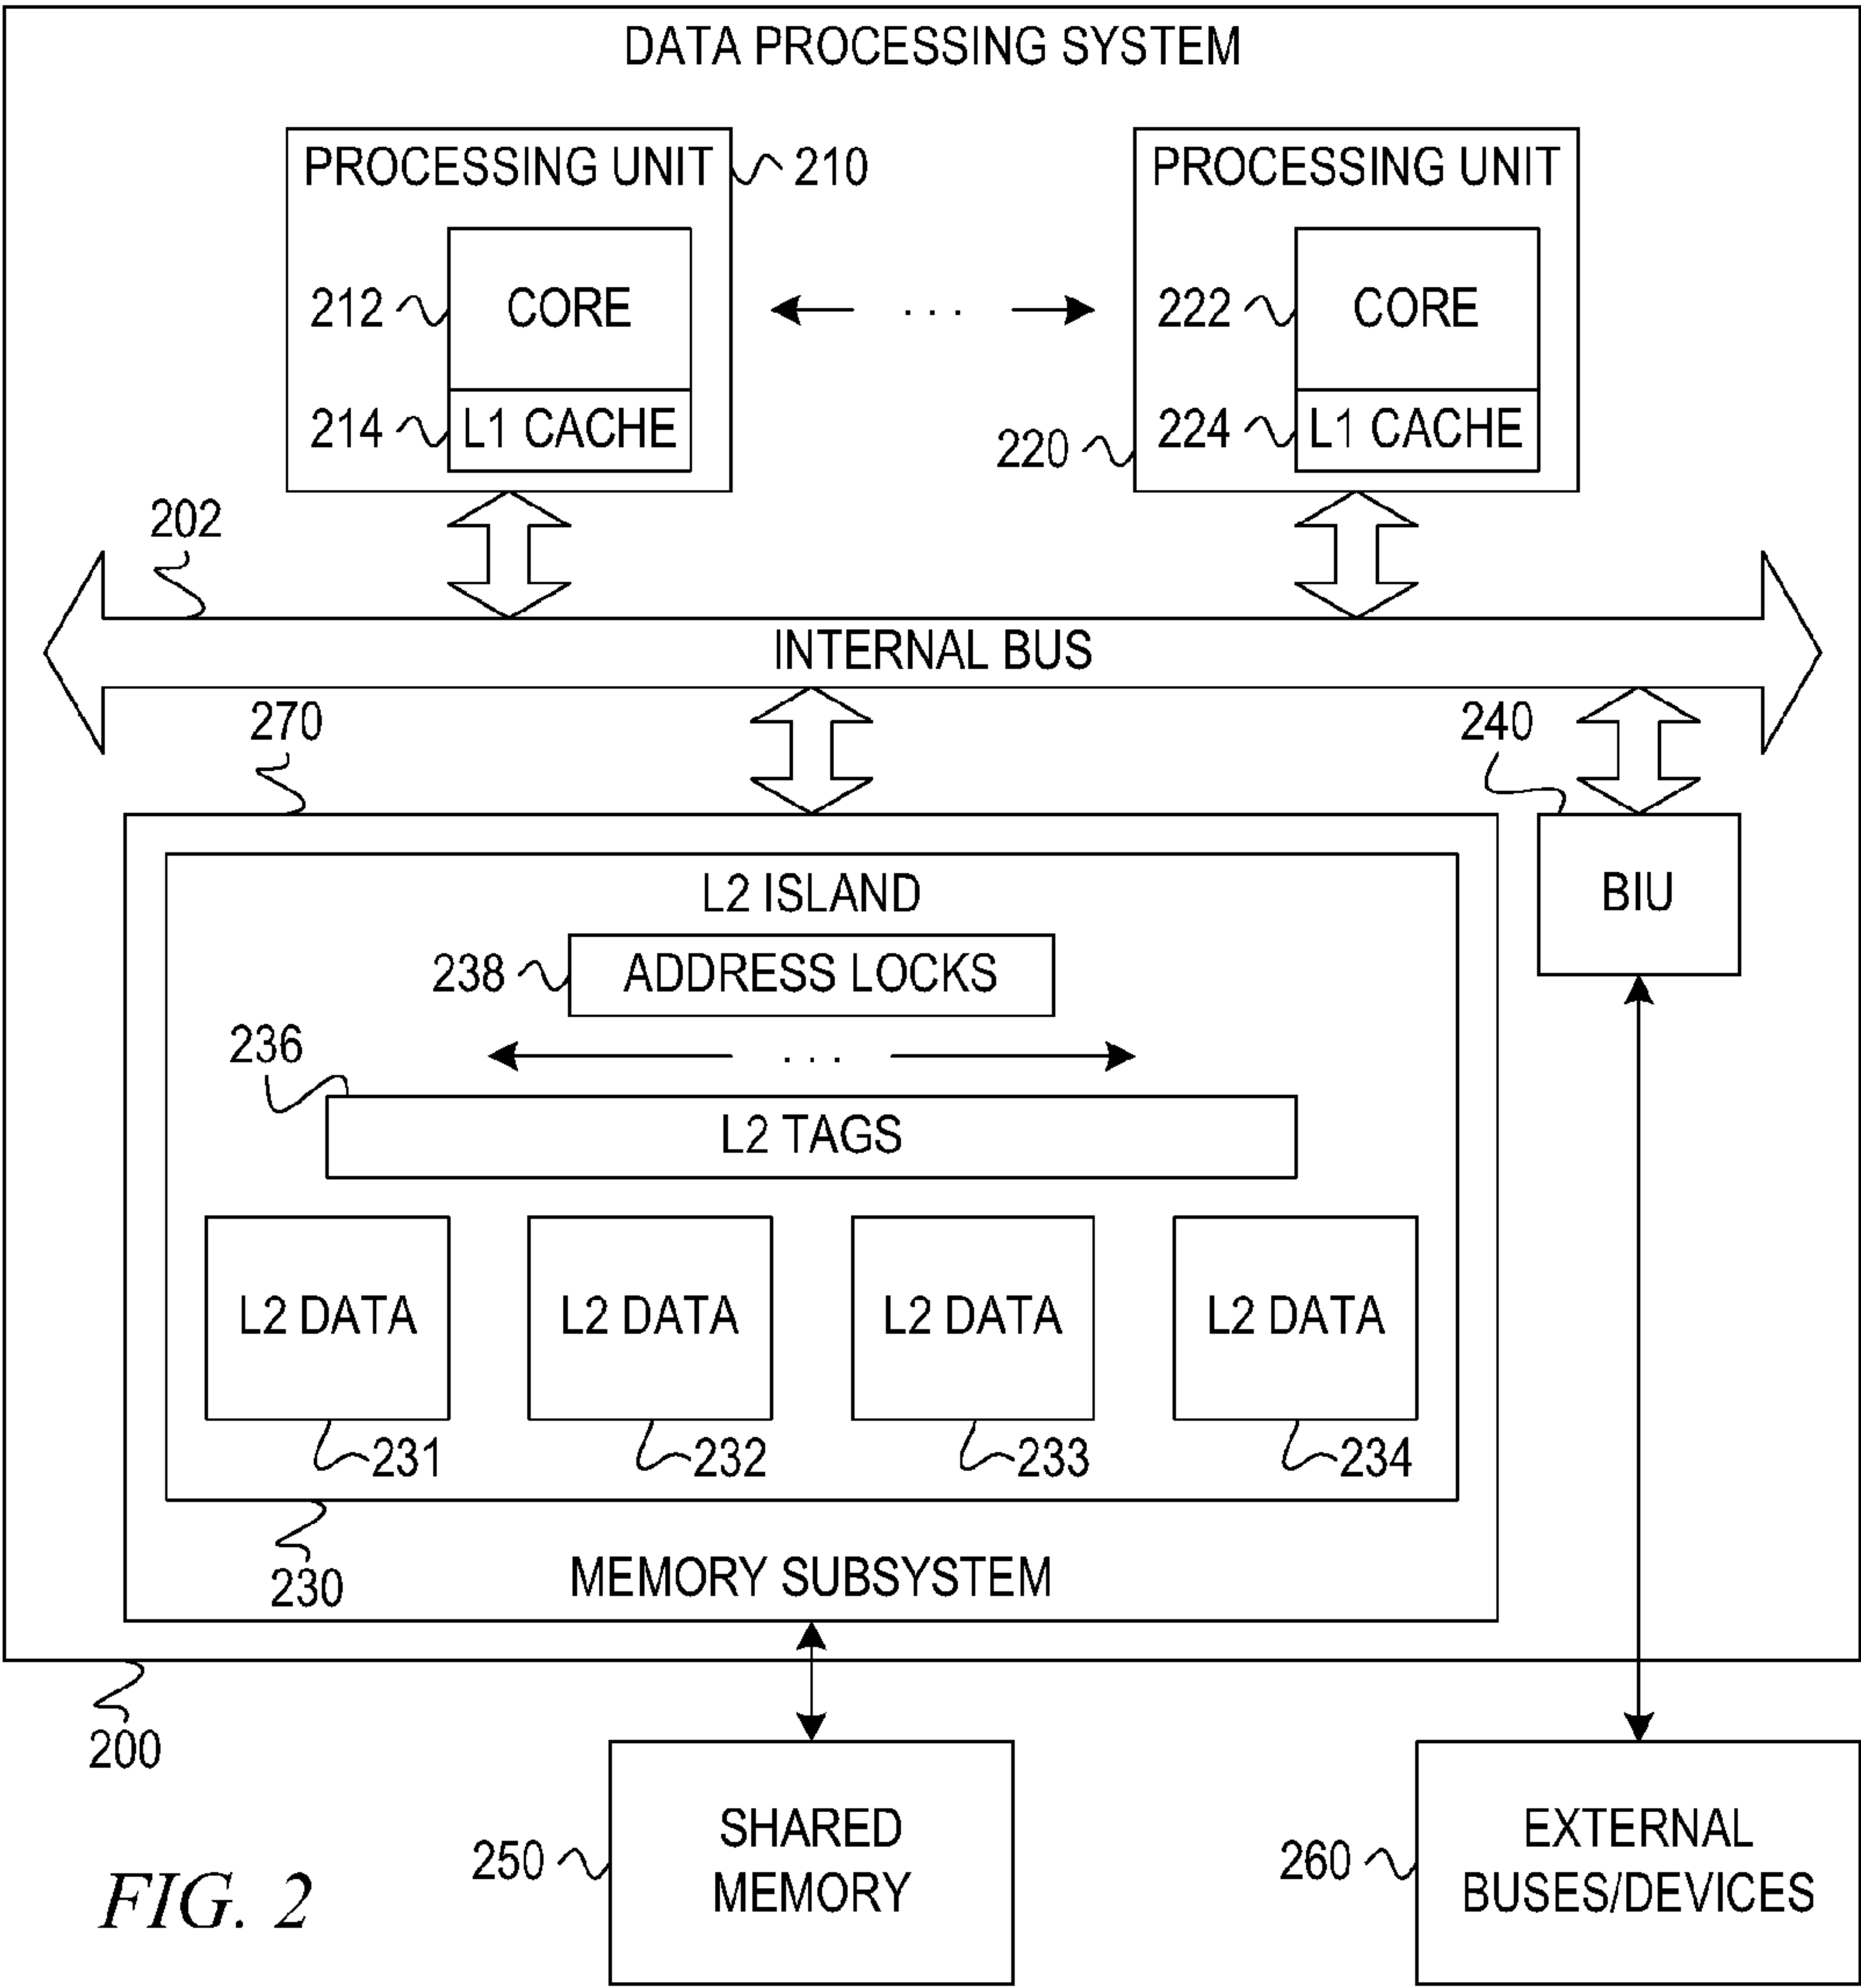 DATA PROCESSING SYSTEM
PROCESSING UNIT
210
PROCESSING UNIT
212
CORE
. . .
222
CORE
214
L1 CACHE
220
224
L1 CACHE
202
INTERNAL BUS
270
240
L2 ISLAND
BIU
238
ADDRESS LOCKS
236
. . .
L2 TAGS
L2 DATA
L2 DATA
L2 DATA
L2 DATA
231
232
233
234
230
MEMORY SUBSYSTEM
200
250
SHARED
MEMORY
260
EXTERNAL
BUSES/DEVICES
FIG. 2